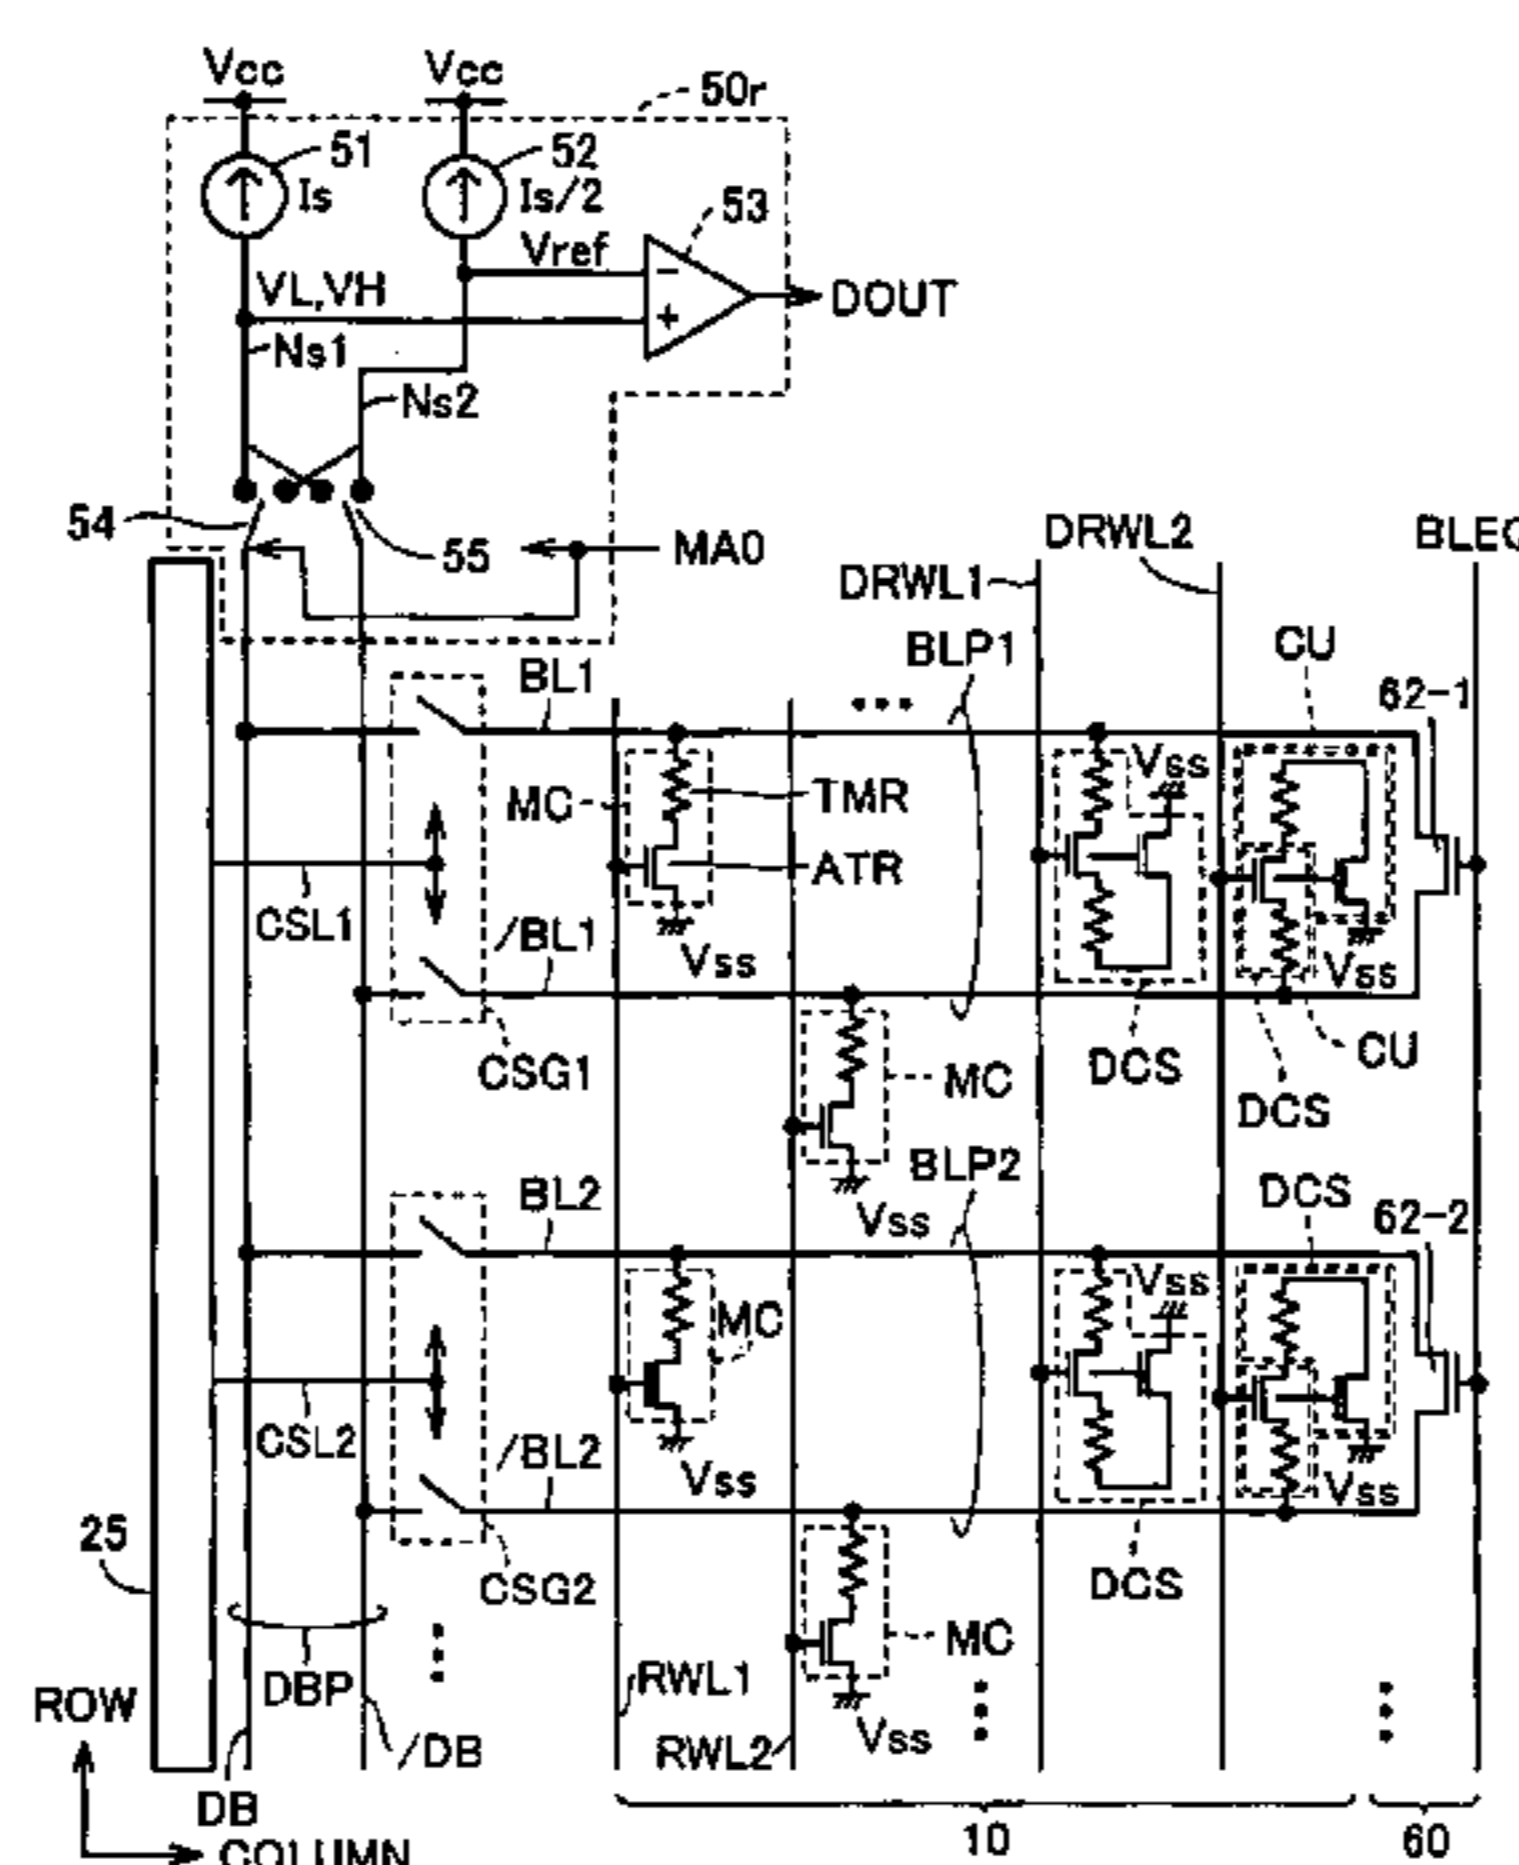 Vcc
Vcc
50r
51
52
Is
Is/2
53
Vref
−
VL,VH
+
DOUT
Ns1
Ns2
54
55
MA0
DRWL2
BLEQ
DRWL1
BLP1
CU
62-1
BL1
...
Vss
MC
TMR
ATR
CSL1
/BL1
Vss
Vss
CSG1
DCS
CU
MC
DCS
BLP2
BL2
DCS
62-2
Vss
Vss
MC
CSL2
/BL2
Vss
Vss
25
CSG2
DCS
MC
DBP
RWL1
ROW
Vss
/DB
RWL2
DB
10
60
COLUMN